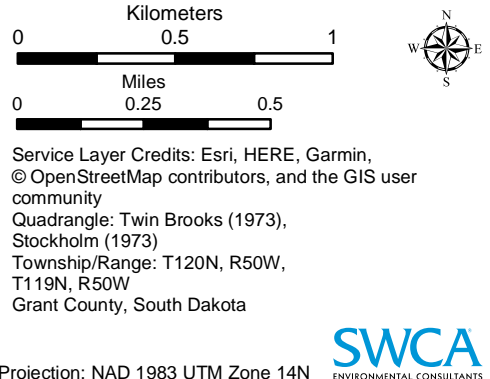 Kilometers
0 0.5 1
Miles
0 0.25 0.5
N
W E
S
Service Layer Credits: Esri, HERE, Garmin,
© OpenStreetMap contributors, and the GIS user
community
Quadrangle: Twin Brooks (1973),
Stockholm (1973)
Township/Range: T120N, R50W,
T119N, R50W
Grant County, South Dakota
SWCA
ENVIRONMENTAL CONSULTANTS
Projection: NAD 1983 UTM Zone 14N